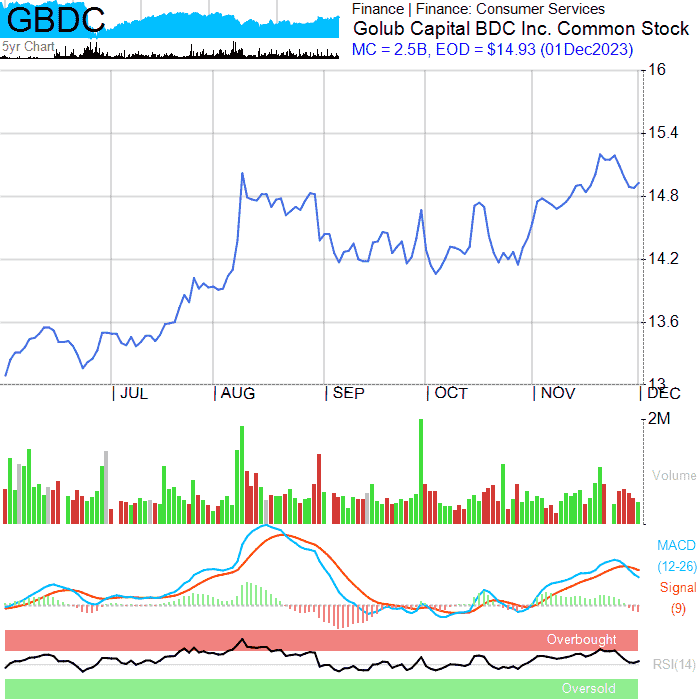 GBDC
5yr Chart
Finance | Finance: Consumer Services
Golub Capital BDC Inc. Common Stock
MC = 2.5B, EOD = $14.93 (01Dec2023)
16
15.4
14.8
14.2
13.6
13
JUL
AUG
SEP
OCT
NOV
DEC
2M
Volume
MACD
(12-26)
Signal
(9)
Overbought
RSI(14)
Oversold